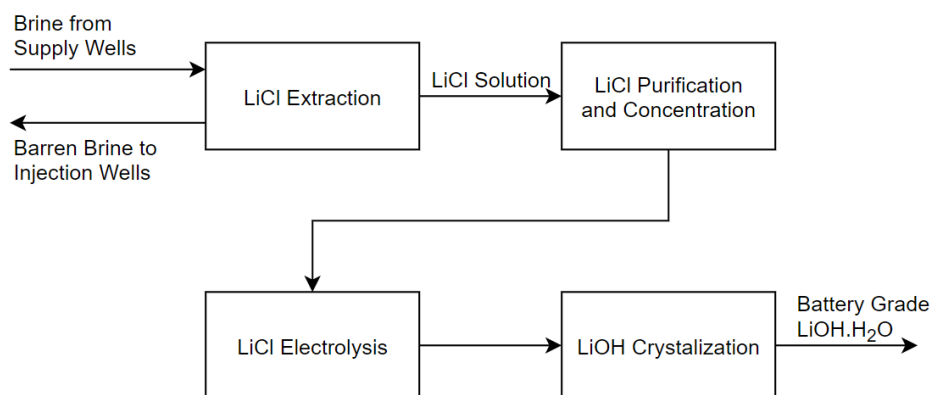 Brine from
Supply Wells
LiCl Extraction
LiCl Solution
LiCl Purification
and Concentration
Barren Brine to
Injection Wells
LiCl Electrolysis
LiOH Crystalization
Battery Grade
LiOH.H₂O